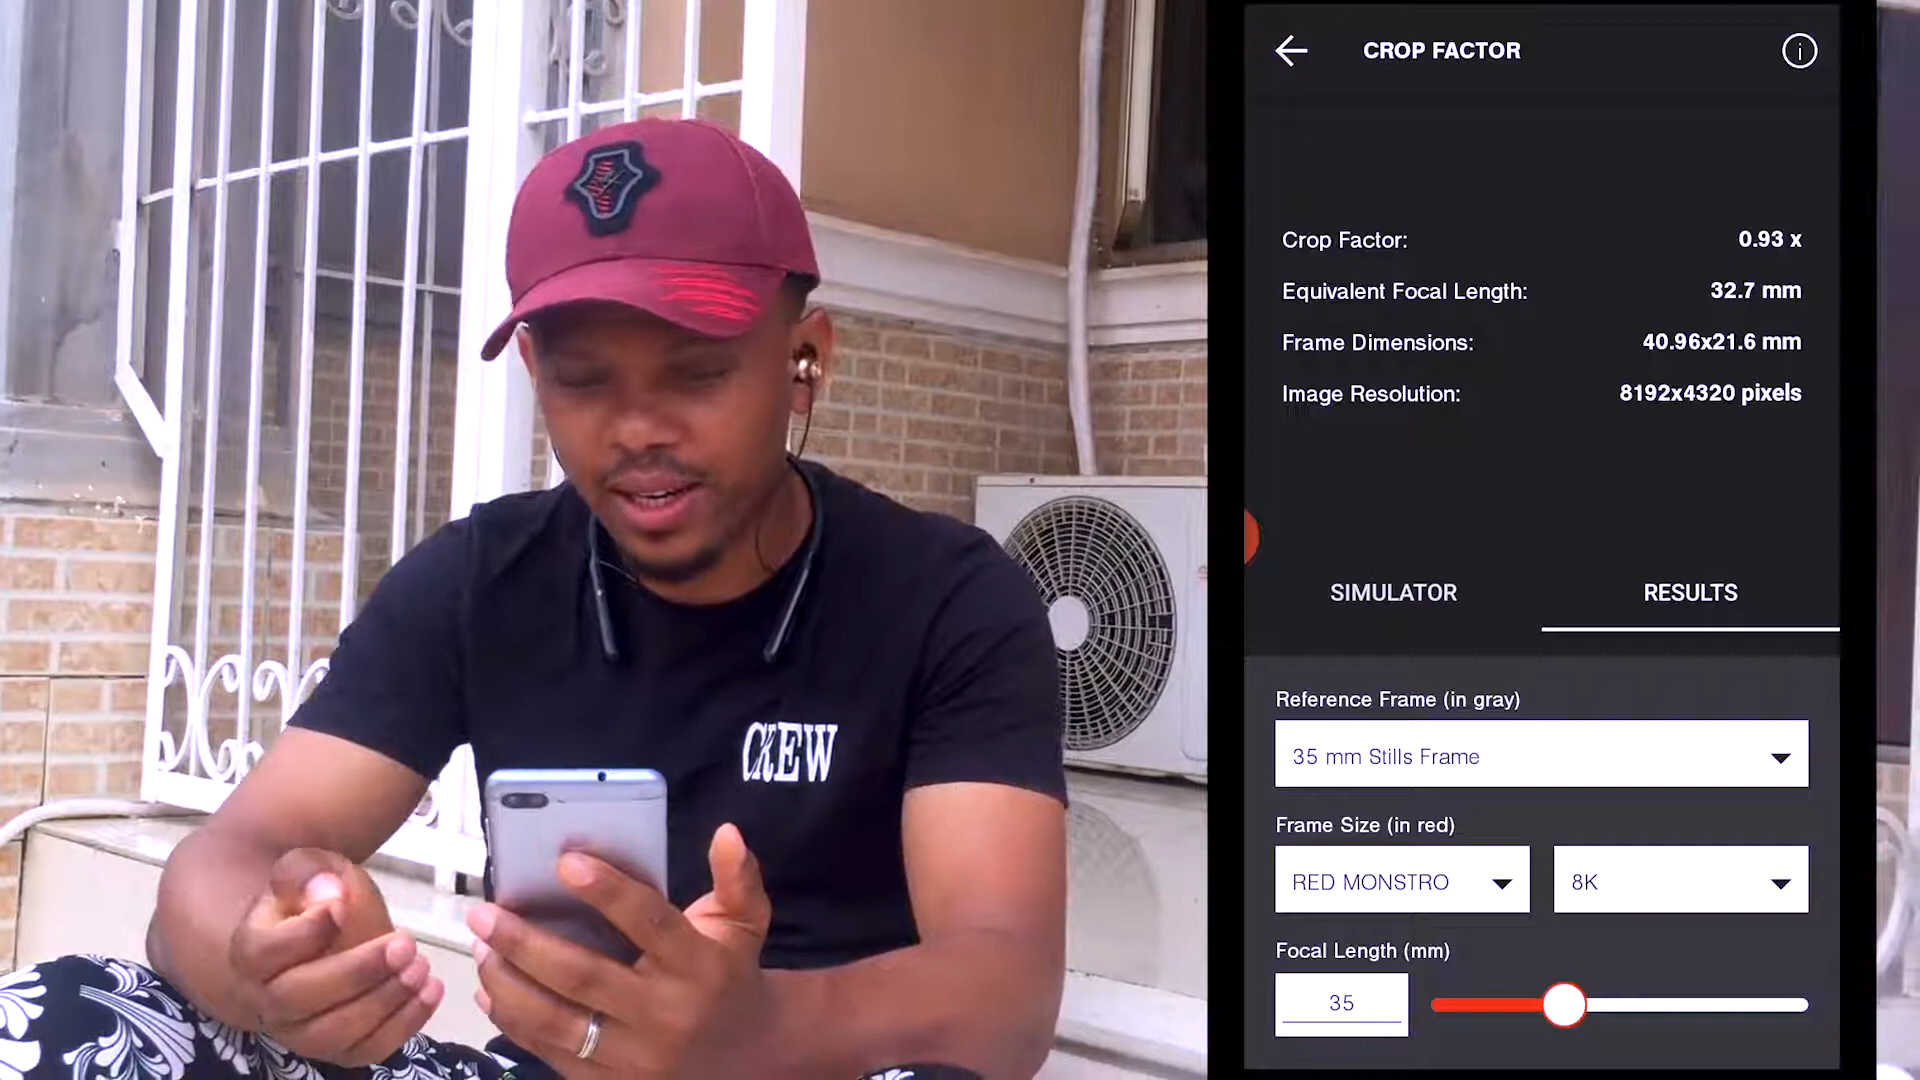 CROP FACTOR
Crop Factor: 0.93 x
Equivalent Focal Length: 32.7 mm
Frame Dimensions: 40.96x21.6 mm
Image Resolution: 8192x4320 pixels
SIMULATOR RESULTS
Reference Frame (in gray)
35 mm Stills Frame
Frame Size (in red)
RED MONSTRO 8K
Focal Length (mm)
35
CREW